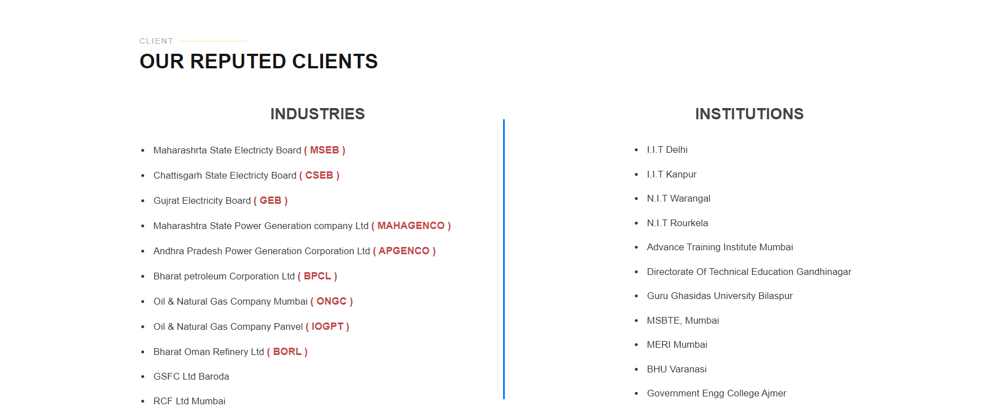 CLIENT
OUR REPUTED CLIENTS
INDUSTRIES
Maharashrta State Electricty Board ( MSEB )
Chattisgarh State Electricty Board ( CSEB )
Gujrat Electricity Board ( GEB )
Maharashtra State Power Generation company Ltd ( MAHAGENCO )
Andhra Pradesh Power Generation Corporation Ltd ( APGENCO )
Bharat petroleum Corporation Ltd ( BPCL )
Oil & Natural Gas Company Mumbai ( ONGC )
Oil & Natural Gas Company Panvel ( IOGPT )
Bharat Oman Refinery Ltd ( BORL )
GSFC Ltd Baroda
RCF Ltd Mumbai
INSTITUTIONS
I.I.T Delhi
I.I.T Kanpur
N.I.T Warangal
N.I.T Rourkela
Advance Training Institute Mumbai
Directorate Of Technical Education Gandhinagar
Guru Ghasidas University Bilaspur
MSBTE, Mumbai
MERI Mumbai
BHU Varanasi
Government Engg College Ajmer